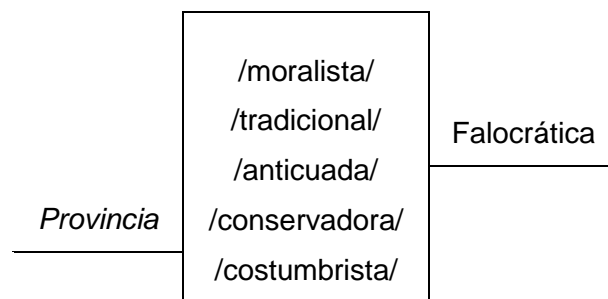 /moralista/
/tradicional/
Falocrática
/anticuada/
Provincia
/conservadora/
/costumbrista/